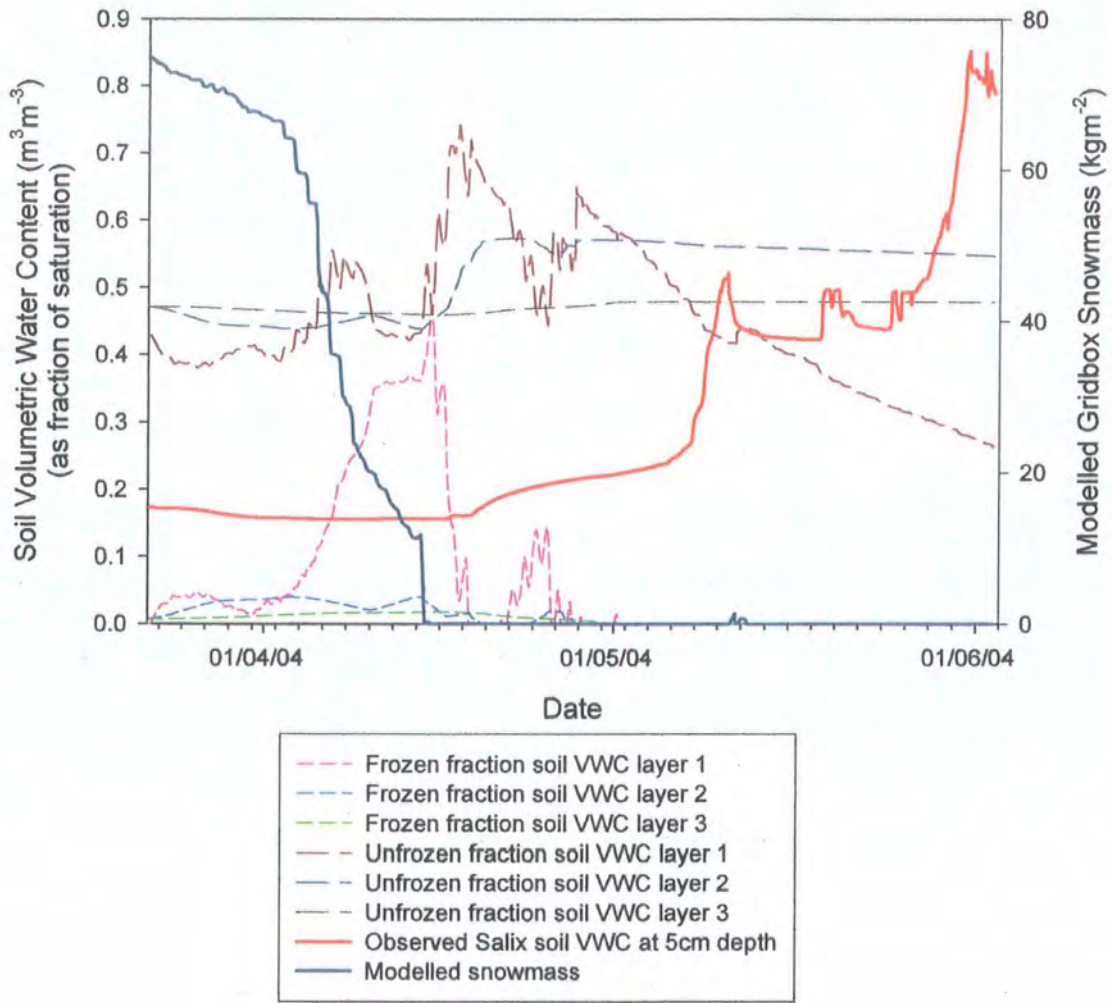 Soil Volumetric Water Content (m³m⁻³)
(as fraction of saturation)
0.9
0.8
0.7
0.6
0.5
0.4
0.3
0.2
0.1
0.0
80
60
40
20
0
Modelled Gridbox Snowmass (kgm⁻²)
01/04/04
01/05/04
01/06/04
Date
Frozen fraction soil VWC layer 1
Frozen fraction soil VWC layer 2
Frozen fraction soil VWC layer 3
Unfrozen fraction soil VWC layer 1
Unfrozen fraction soil VWC layer 2
Unfrozen fraction soil VWC layer 3
Observed Salix soil VWC at 5cm depth
Modelled snowmass